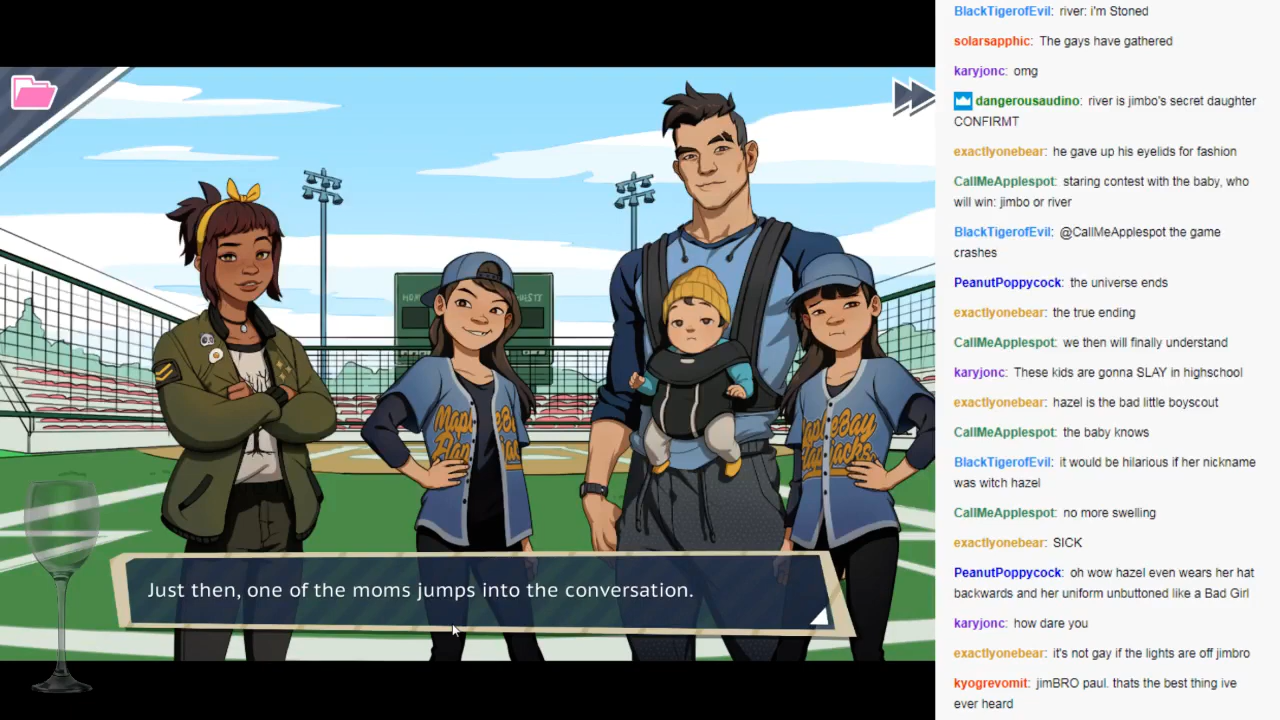 HOME
Maple Bay
Flapjacks
Maple Bay
Flapjacks
Just then, one of the moms jumps into the conversation.
BlackTigerofEvil: river: i'm Stoned
solarsapphic: The gays have gathered
karyjonc: omg
dangerousaudino: river is jimbo's secret daughter
CONFIRMT
exactlyonebear: he gave up his eyelids for fashion
CallMeApplespot: staring contest with the baby, who
will win: jimbo or river
BlackTigerofEvil: @CallMeApplespot the game
crashes
PeanutPoppycock: the universe ends
exactlyonebear: the true ending
CallMeApplespot: we then will finally understand
karyjonc: These kids are gonna SLAY in highschool
exactlyonebear: hazel is the bad little boyscout
CallMeApplespot: the baby knows
BlackTigerofEvil: it would be hilarious if her nickname
was witch hazel
CallMeApplespot: no more swelling
exactlyonebear: SICK
PeanutPoppycock: oh wow hazel even wears her hat
backwards and her uniform unbuttoned like a Bad Girl
karyjonc: how dare you
exactlyonebear: it's not gay if the lights are off jimbro
kyogrevomit: jimBRO paul. thats the best thing ive
ever heard